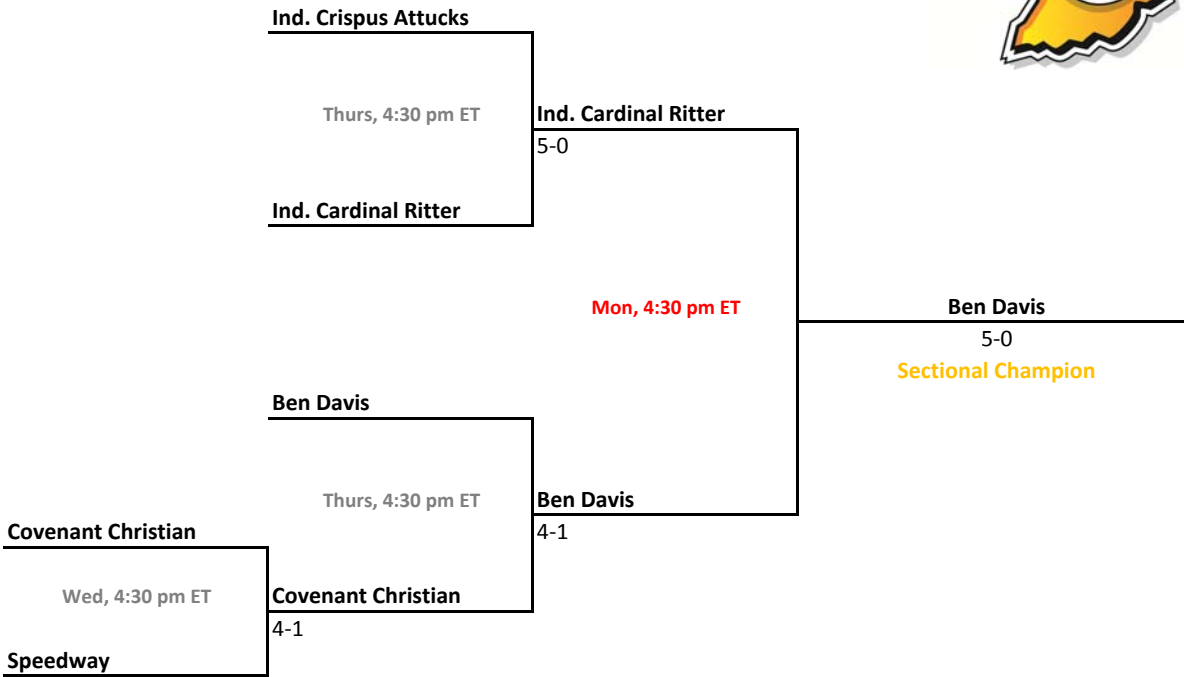 Ind. Crispus Attucks
Thurs, 4:30 pm ET
Ind. Cardinal Ritter
5-0
Ind. Cardinal Ritter
Mon, 4:30 pm ET
Ben Davis
5-0
Sectional Champion
Ben Davis
Thurs, 4:30 pm ET
Ben Davis
4-1
Covenant Christian
Wed, 4:30 pm ET
Covenant Christian
4-1
Speedway